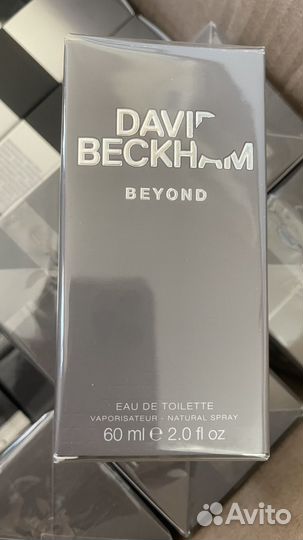 DAVID
BECKHAM
BEYOND
EAU DE TOILETTE
VAPORISATEUR - NATURAL SPRAY
60 ml ℮ 2.0 fl oz
Avito